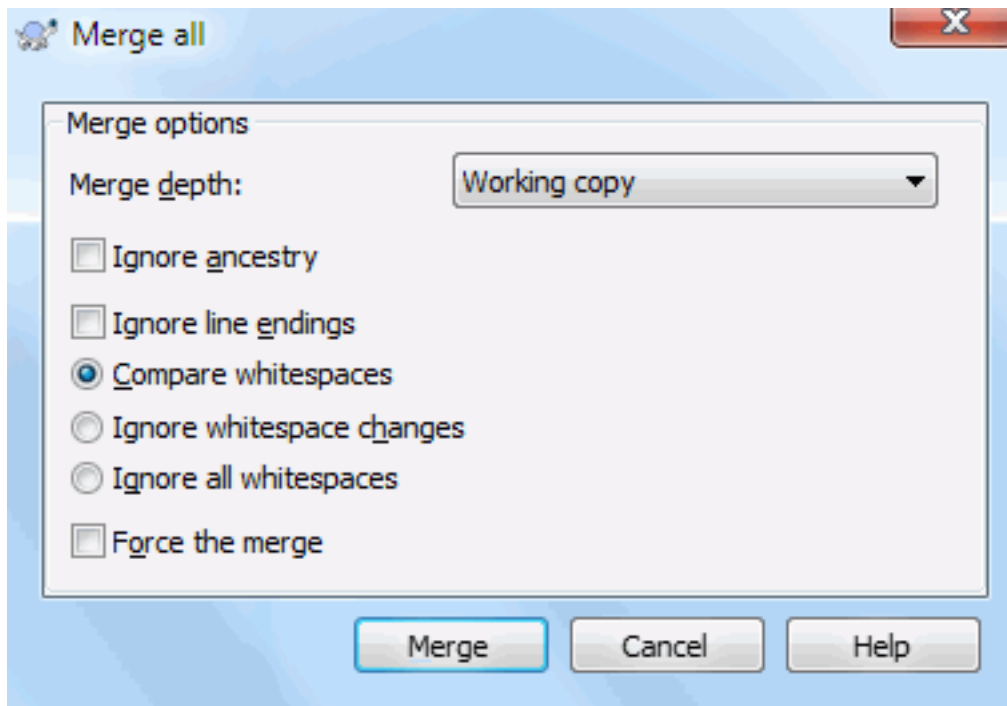 Merge all
Merge options
Merge depth: Working copy
Ignore ancestry
Ignore line endings
Compare whitespaces
Ignore whitespace changes
Ignore all whitespaces
Force the merge
Merge Cancel Help